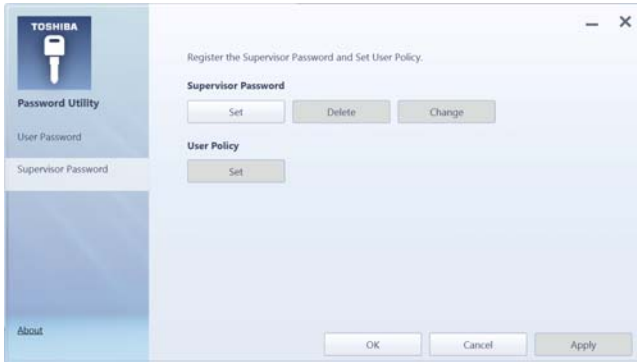 TOSHIBA
Password Utility
User Password
Supervisor Password
About
Register the Supervisor Password and Set User Policy.
Supervisor Password
Set
Delete
Change
User Policy
Set
OK
Cancel
Apply